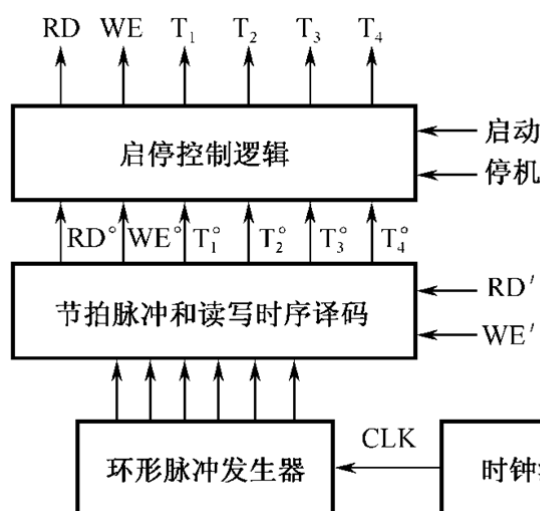 RD WE T₁ T₂ T₃ T₄
启停控制逻辑
启动
停机
RD° WE° T₁° T₂° T₃° T₄°
节拍脉冲和读写时序译码
RD′
WE′
环形脉冲发生器
CLK
时钟